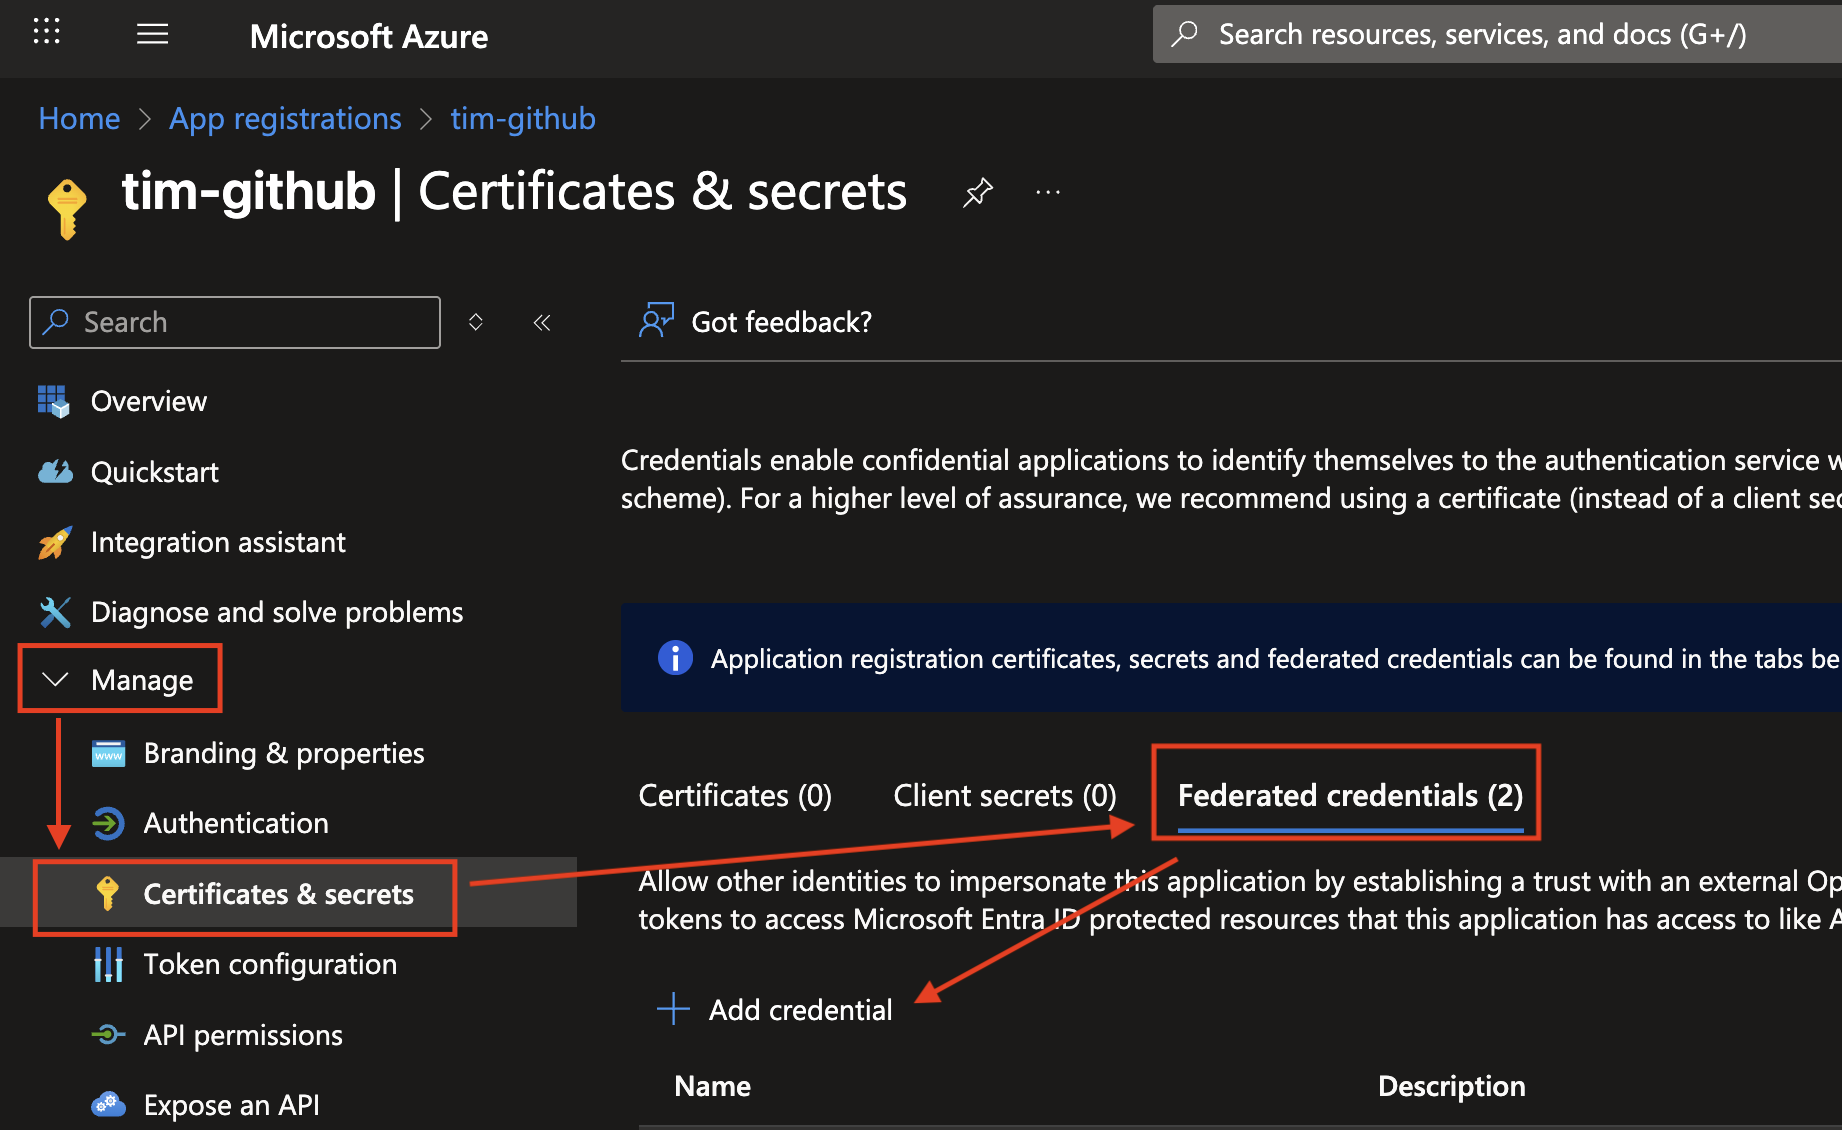 Microsoft Azure
Search resources, services, and docs (G+/)
Home > App registrations > tim-github
tim-github | Certificates & secrets
Search
Got feedback?
Overview
Quickstart
Integration assistant
Diagnose and solve problems
Manage
Branding & properties
Authentication
Certificates & secrets
Token configuration
API permissions
Expose an API
Credentials enable confidential applications to identify themselves to the authentication service
scheme). For a higher level of assurance, we recommend using a certificate (instead of a client
Application registration certificates, secrets and federated credentials can be found in the tabs
Certificates (0)
Client secrets (0)
Federated credentials (2)
Allow other identities to impersonate this application by establishing a trust with an external
tokens to access Microsoft Entra ID protected resources that this application has access to like
Add credential
Name
Description